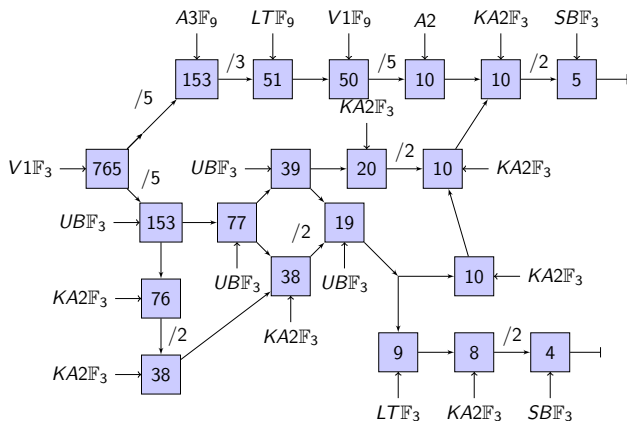 A3𝔽₉ LT𝔽₉ V1𝔽₉ A2 KA2𝔽₃ SB𝔽₃
153 /3 51 50 /5 10 10 /2 5
/5 KA2𝔽₃
V1𝔽₃ 765 UB𝔽₃ 39 20 /2 10 KA2𝔽₃
/5
UB𝔽₃ 153 77 /2 19
UB𝔽₃ 38 UB𝔽₃ 10 KA2𝔽₃
KA2𝔽₃ 76
KA2𝔽₃
/2 9 8 /2 4
KA2𝔽₃ 38
LT𝔽₃ KA2𝔽₃ SB𝔽₃